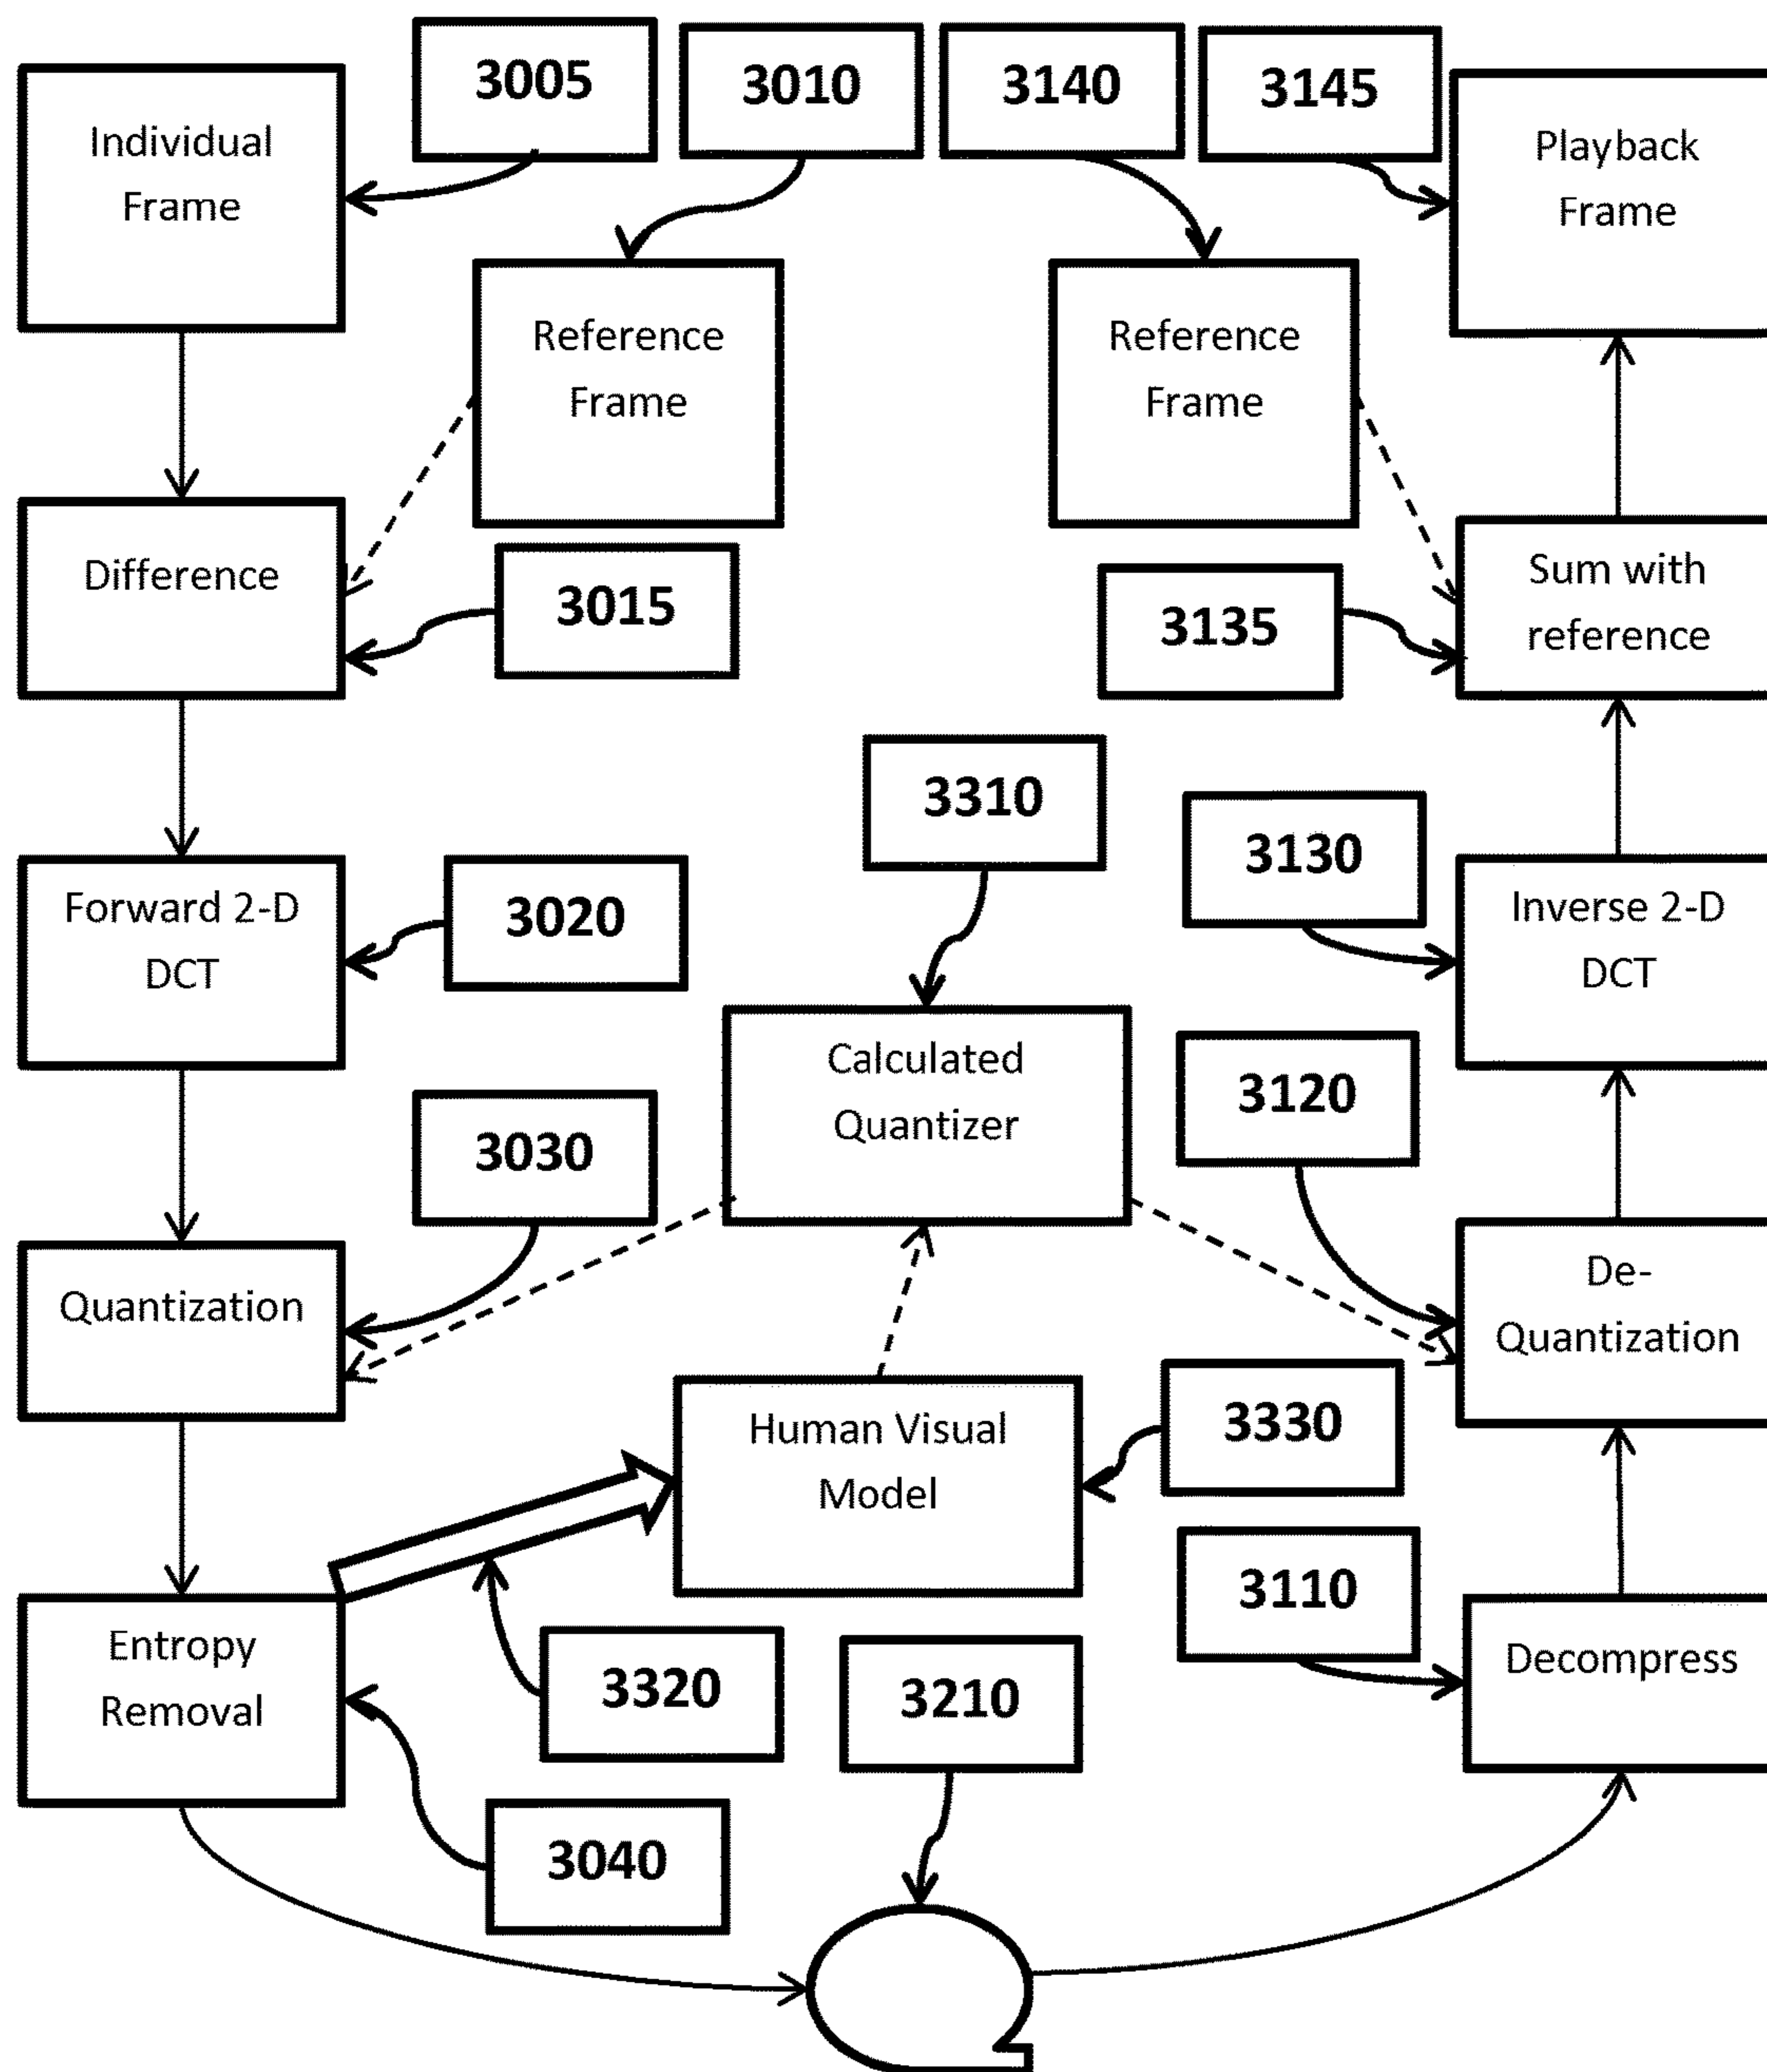 3005
3010
3140
3145
Individual
Frame
Playback
Frame
Reference
Frame
Reference
Frame
Difference
3015
3135
Sum with
reference
3310
3130
Forward 2-D
DCT
3020
Inverse 2-D
DCT
Calculated
Quantizer
3120
3030
Quantization
De-
Quantization
Human Visual
Model
3330
3110
Entropy
Removal
3320
3210
Decompress
3040